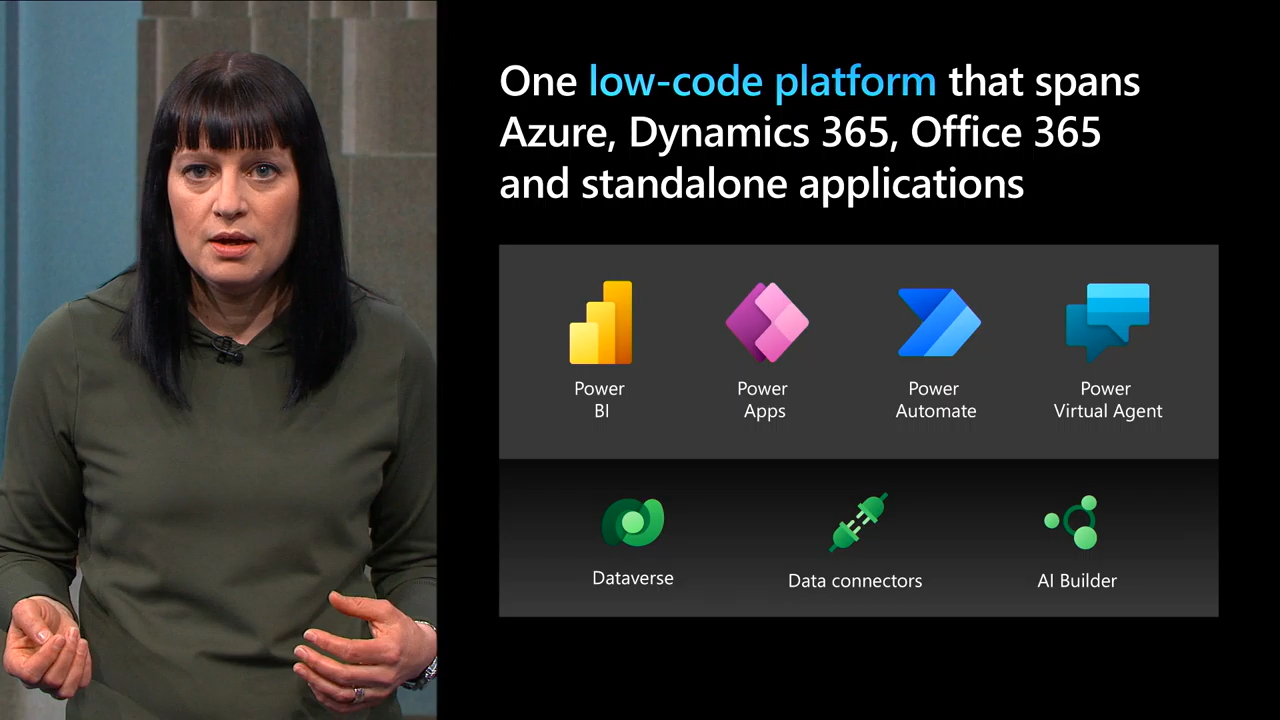 One low-code platform that spans
Azure, Dynamics 365, Office 365
and standalone applications
Power
BI
Power
Apps
Power
Automate
Power
Virtual Agent
Dataverse
Data connectors
AI Builder